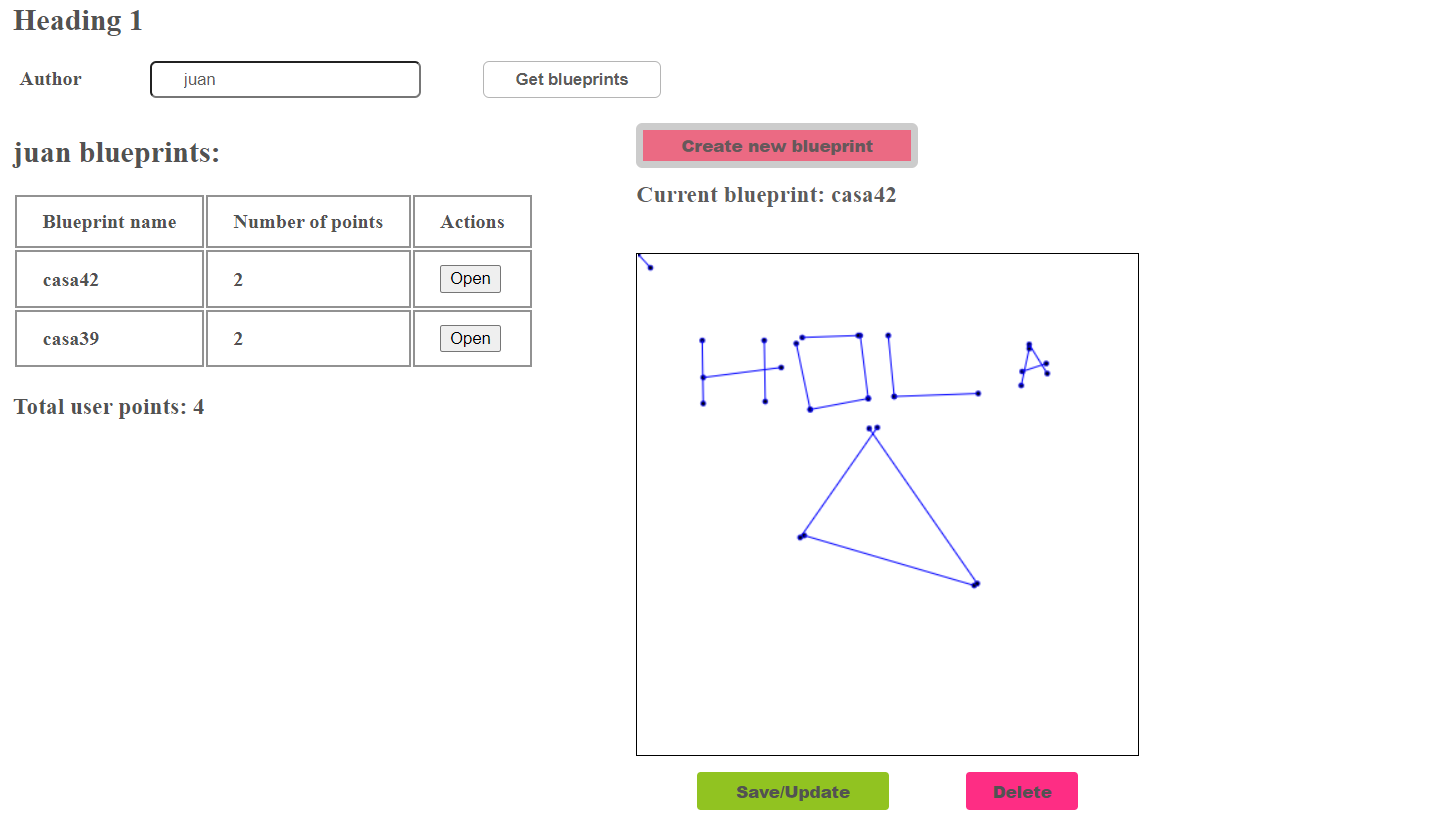 Heading 1
Author juan Get blueprints
juan blueprints:
Blueprint name Number of points Actions
casa42 2 Open
casa39 2 Open
Total user points: 4
Create new blueprint
Current blueprint: casa42
HOLA
Save/Update Delete